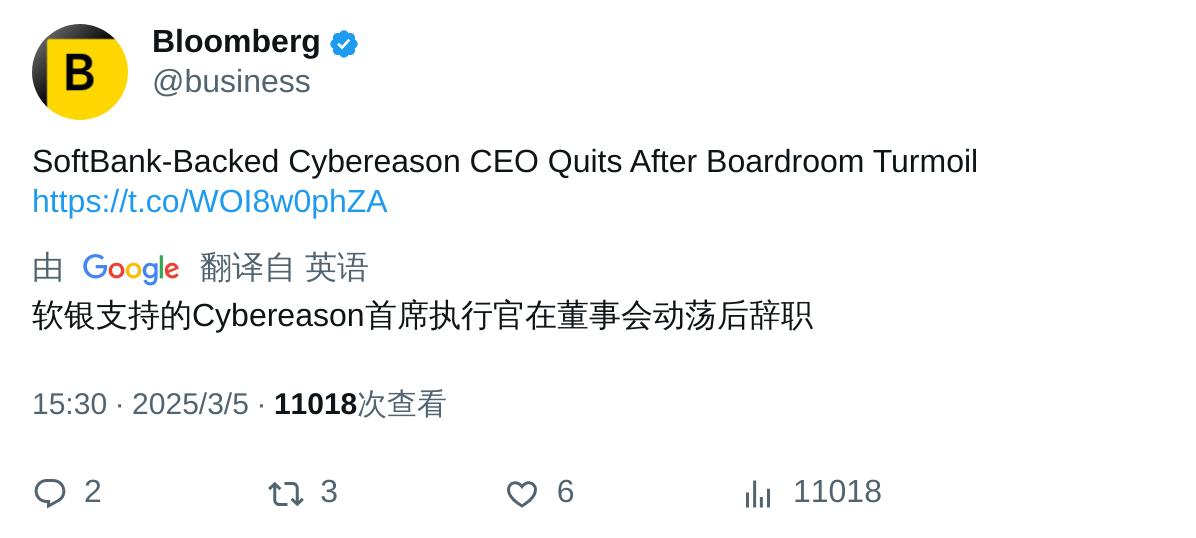 B
Bloomberg
@business
SoftBank-Backed Cybereason CEO Quits After Boardroom Turmoil
https://t.co/WOI8w0phZA
由 Google 翻译自 英语
软银支持的Cybereason首席执行官在董事会动荡后辞职
15:30 · 2025/3/5 · 11018次查看
2 3 6 11018